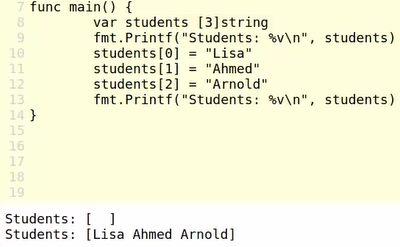 7 func main() {
8 var students [3]string
9 fmt.Printf("Students: %v\n", students)
10 students[0] = "Lisa"
11 students[1] = "Ahmed"
12 students[2] = "Arnold"
13 fmt.Printf("Students: %v\n", students)
14 }
15
16
17
18
19
Students: [  ]
Students: [Lisa Ahmed Arnold]